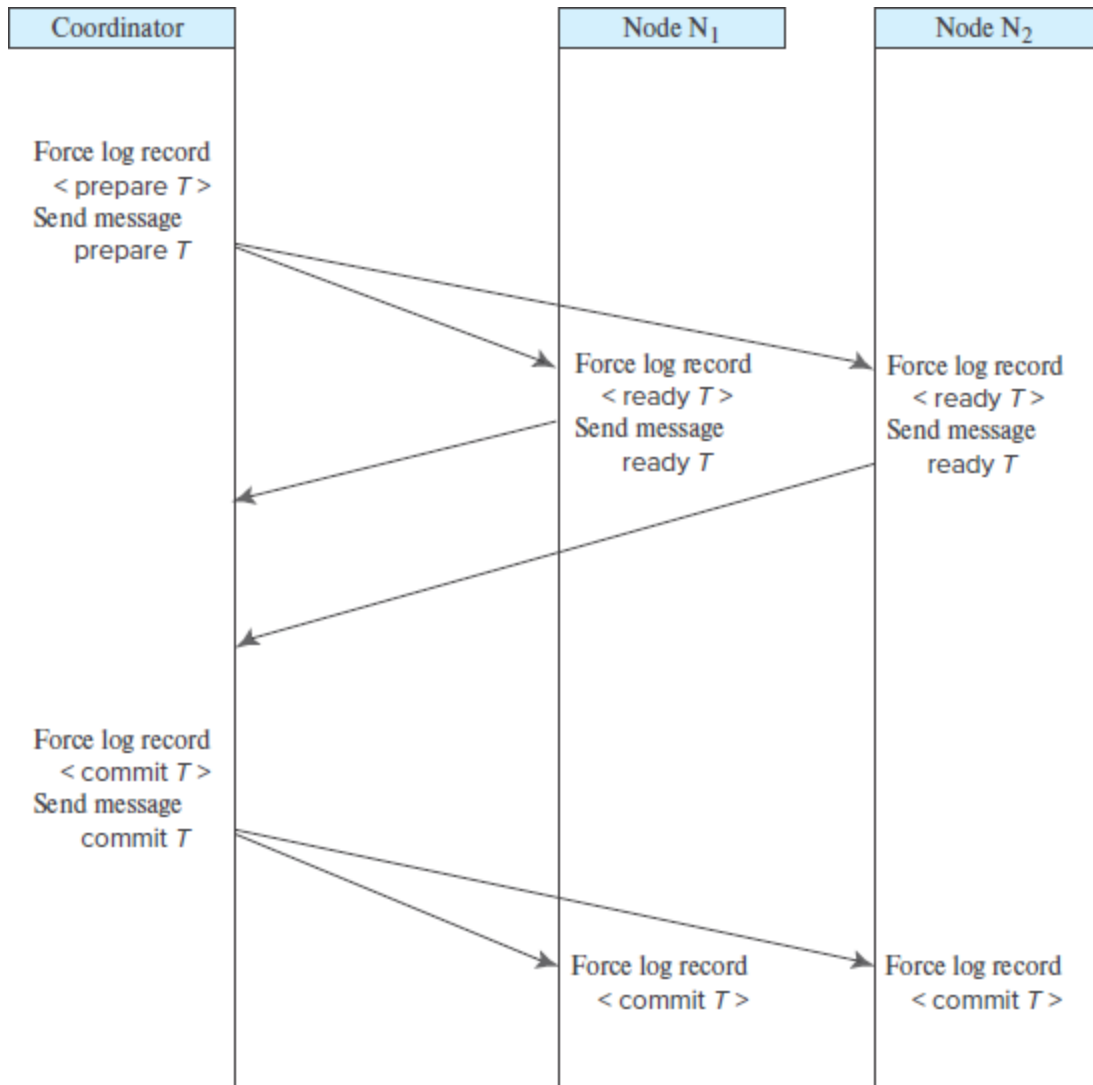 Coordinator
Node N₁
Node N₂
Force log record
< prepare T >
Send message
prepare T
Force log record
< ready T >
Send message
ready T
Force log record
< ready T >
Send message
ready T
Force log record
< commit T >
Send message
commit T
Force log record
< commit T >
Force log record
< commit T >